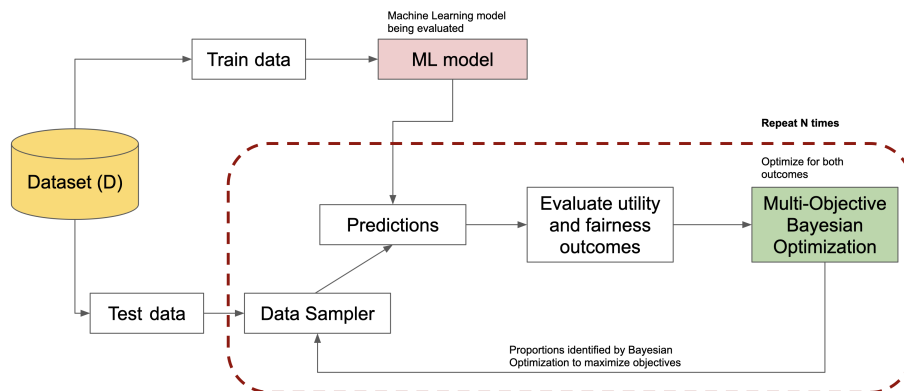 Machine Learning model
being evaluated
Train data
ML model
Repeat N times
Dataset (D)
Optimize for both
outcomes
Predictions
Evaluate utility
and fairness
outcomes
Multi-Objective
Bayesian
Optimization
Test data
Data Sampler
Proportions identified by Bayesian
Optimization to maximize objectives